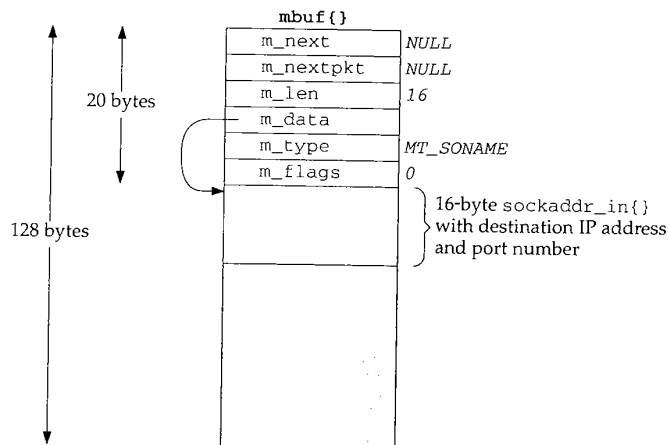 mbuf{}
m_next NULL
m_nextpkt NULL
m_len 16
20 bytes
m_data
m_type MT_SONAME
m_flags 0
16-byte sockaddr_in{}
with destination IP address
and port number
128 bytes